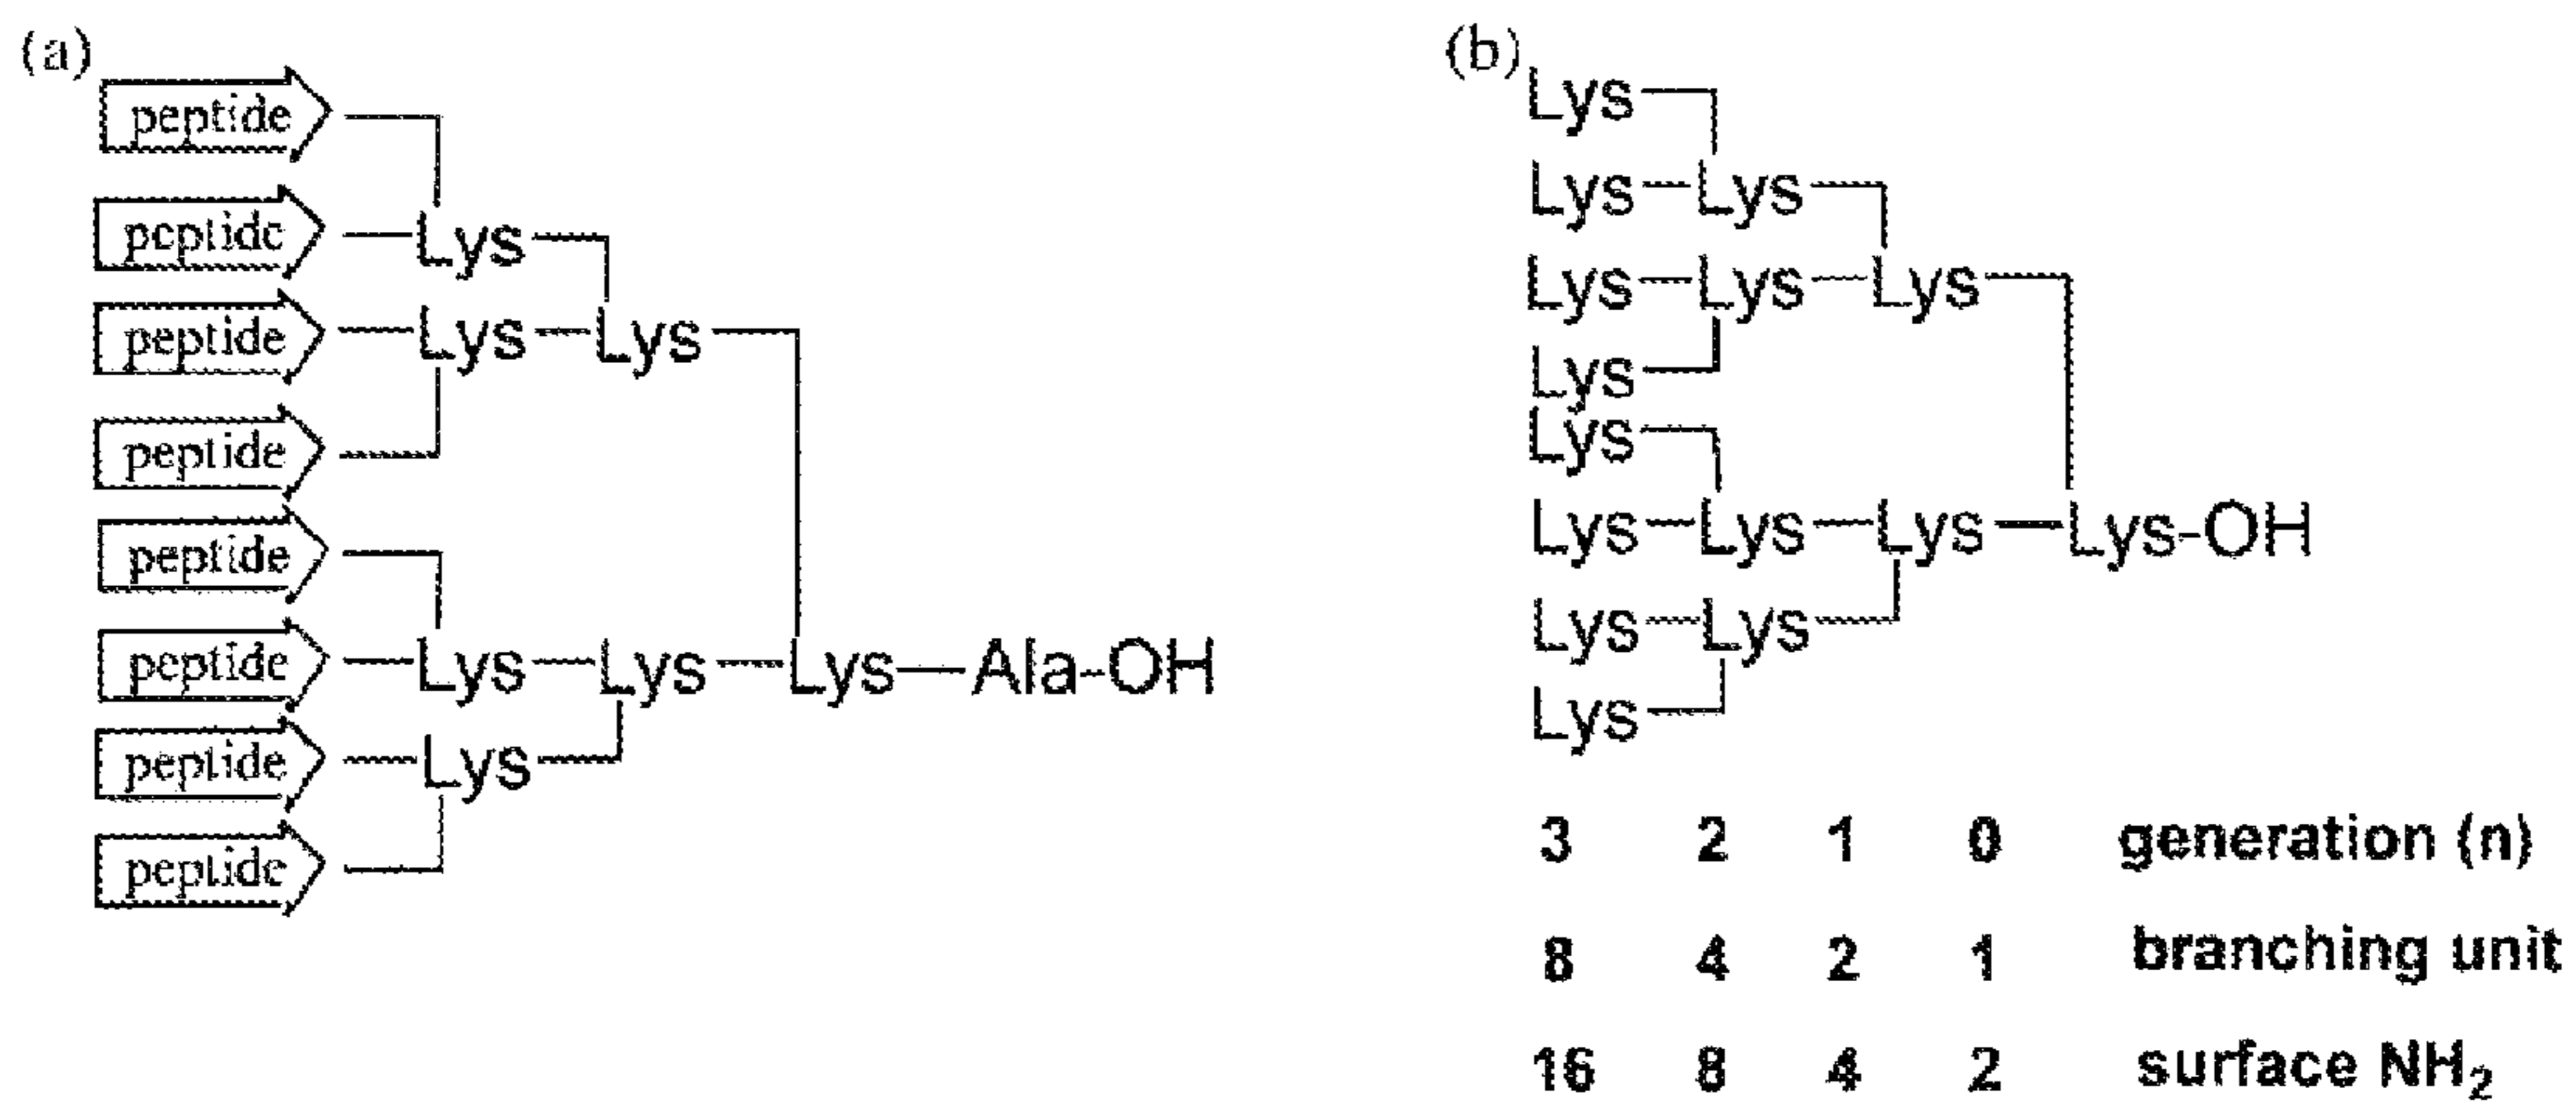 (a)
peptide
peptide
Lys
peptide
Lys
Lys
peptide
peptide
peptide
Lys
Lys
Lys
Ala-OH
peptide
Lys
peptide
(b)
Lys
Lys Lys
Lys Lys Lys
Lys
Lys
Lys Lys Lys Lys-OH
Lys Lys
Lys
3 2 1 0 generation (n)
8 4 2 1 branching unit
16 8 4 2 surface NH2